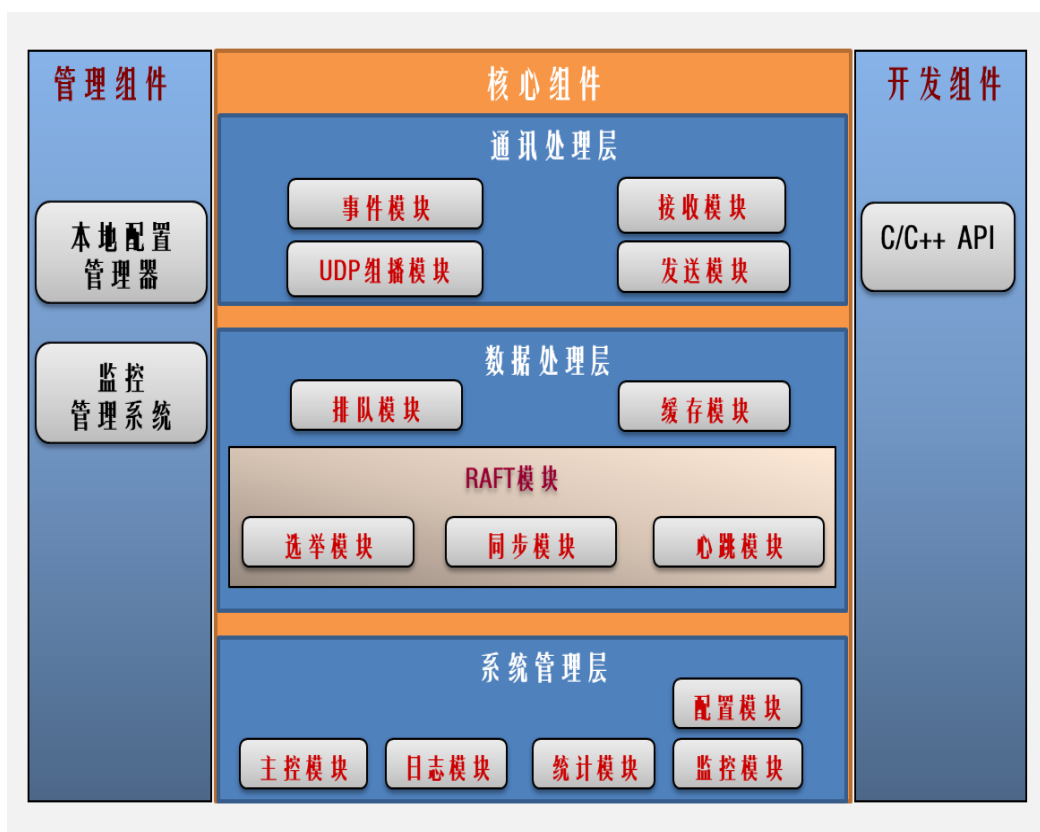 管理组件
本地配置
管理器
监控
管理系统
核心组件
通讯处理层
事件模块
接收模块
UDP组播模块
发送模块
数据处理层
排队模块
缓存模块
RAFT模块
选举模块
同步模块
心跳模块
系统管理层
配置模块
主控模块
日志模块
统计模块
监控模块
开发组件
C/C++ API